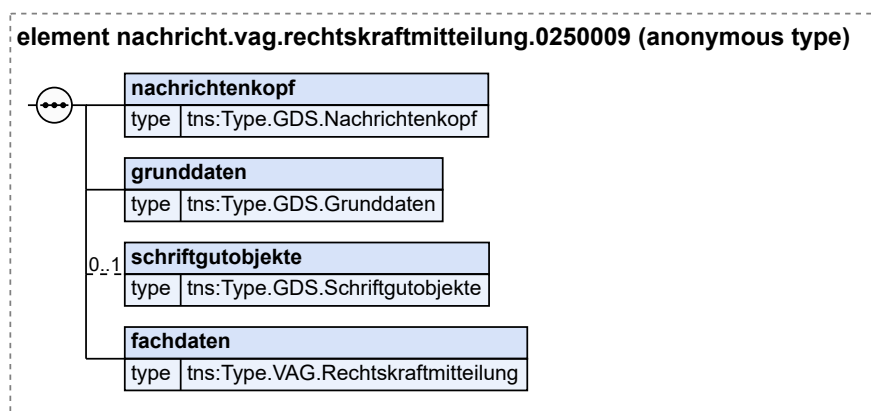 element nachricht.vag.rechtskraftmitteilung.0250009 (anonymous type)
nachrichtenkopf
type tns:Type.GDS.Nachrichtenkopf
grunddaten
type tns:Type.GDS.Grunddaten
0..1
schriftgutobjekte
type tns:Type.GDS.Schriftgutobjekte
fachdaten
type tns:Type.VAG.Rechtskraftmitteilung